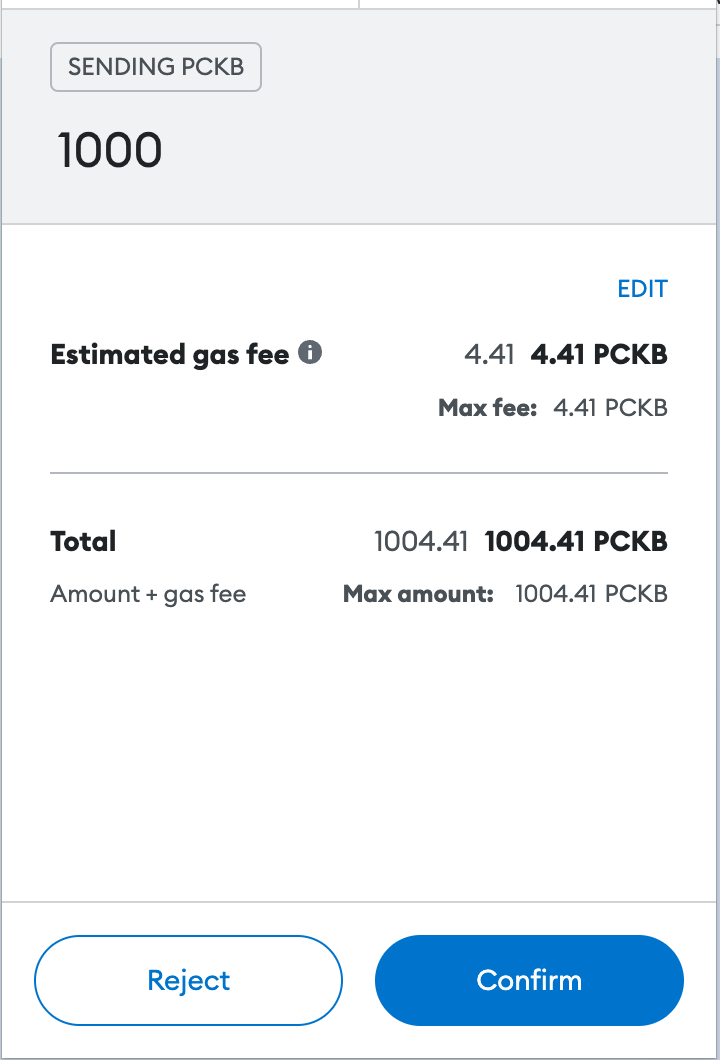 SENDING PCKB
1000
EDIT
Estimated gas fee 4.41 4.41 PCKB
Max fee: 4.41 PCKB
Total 1004.41 1004.41 PCKB
Amount + gas fee Max amount: 1004.41 PCKB
Reject Confirm